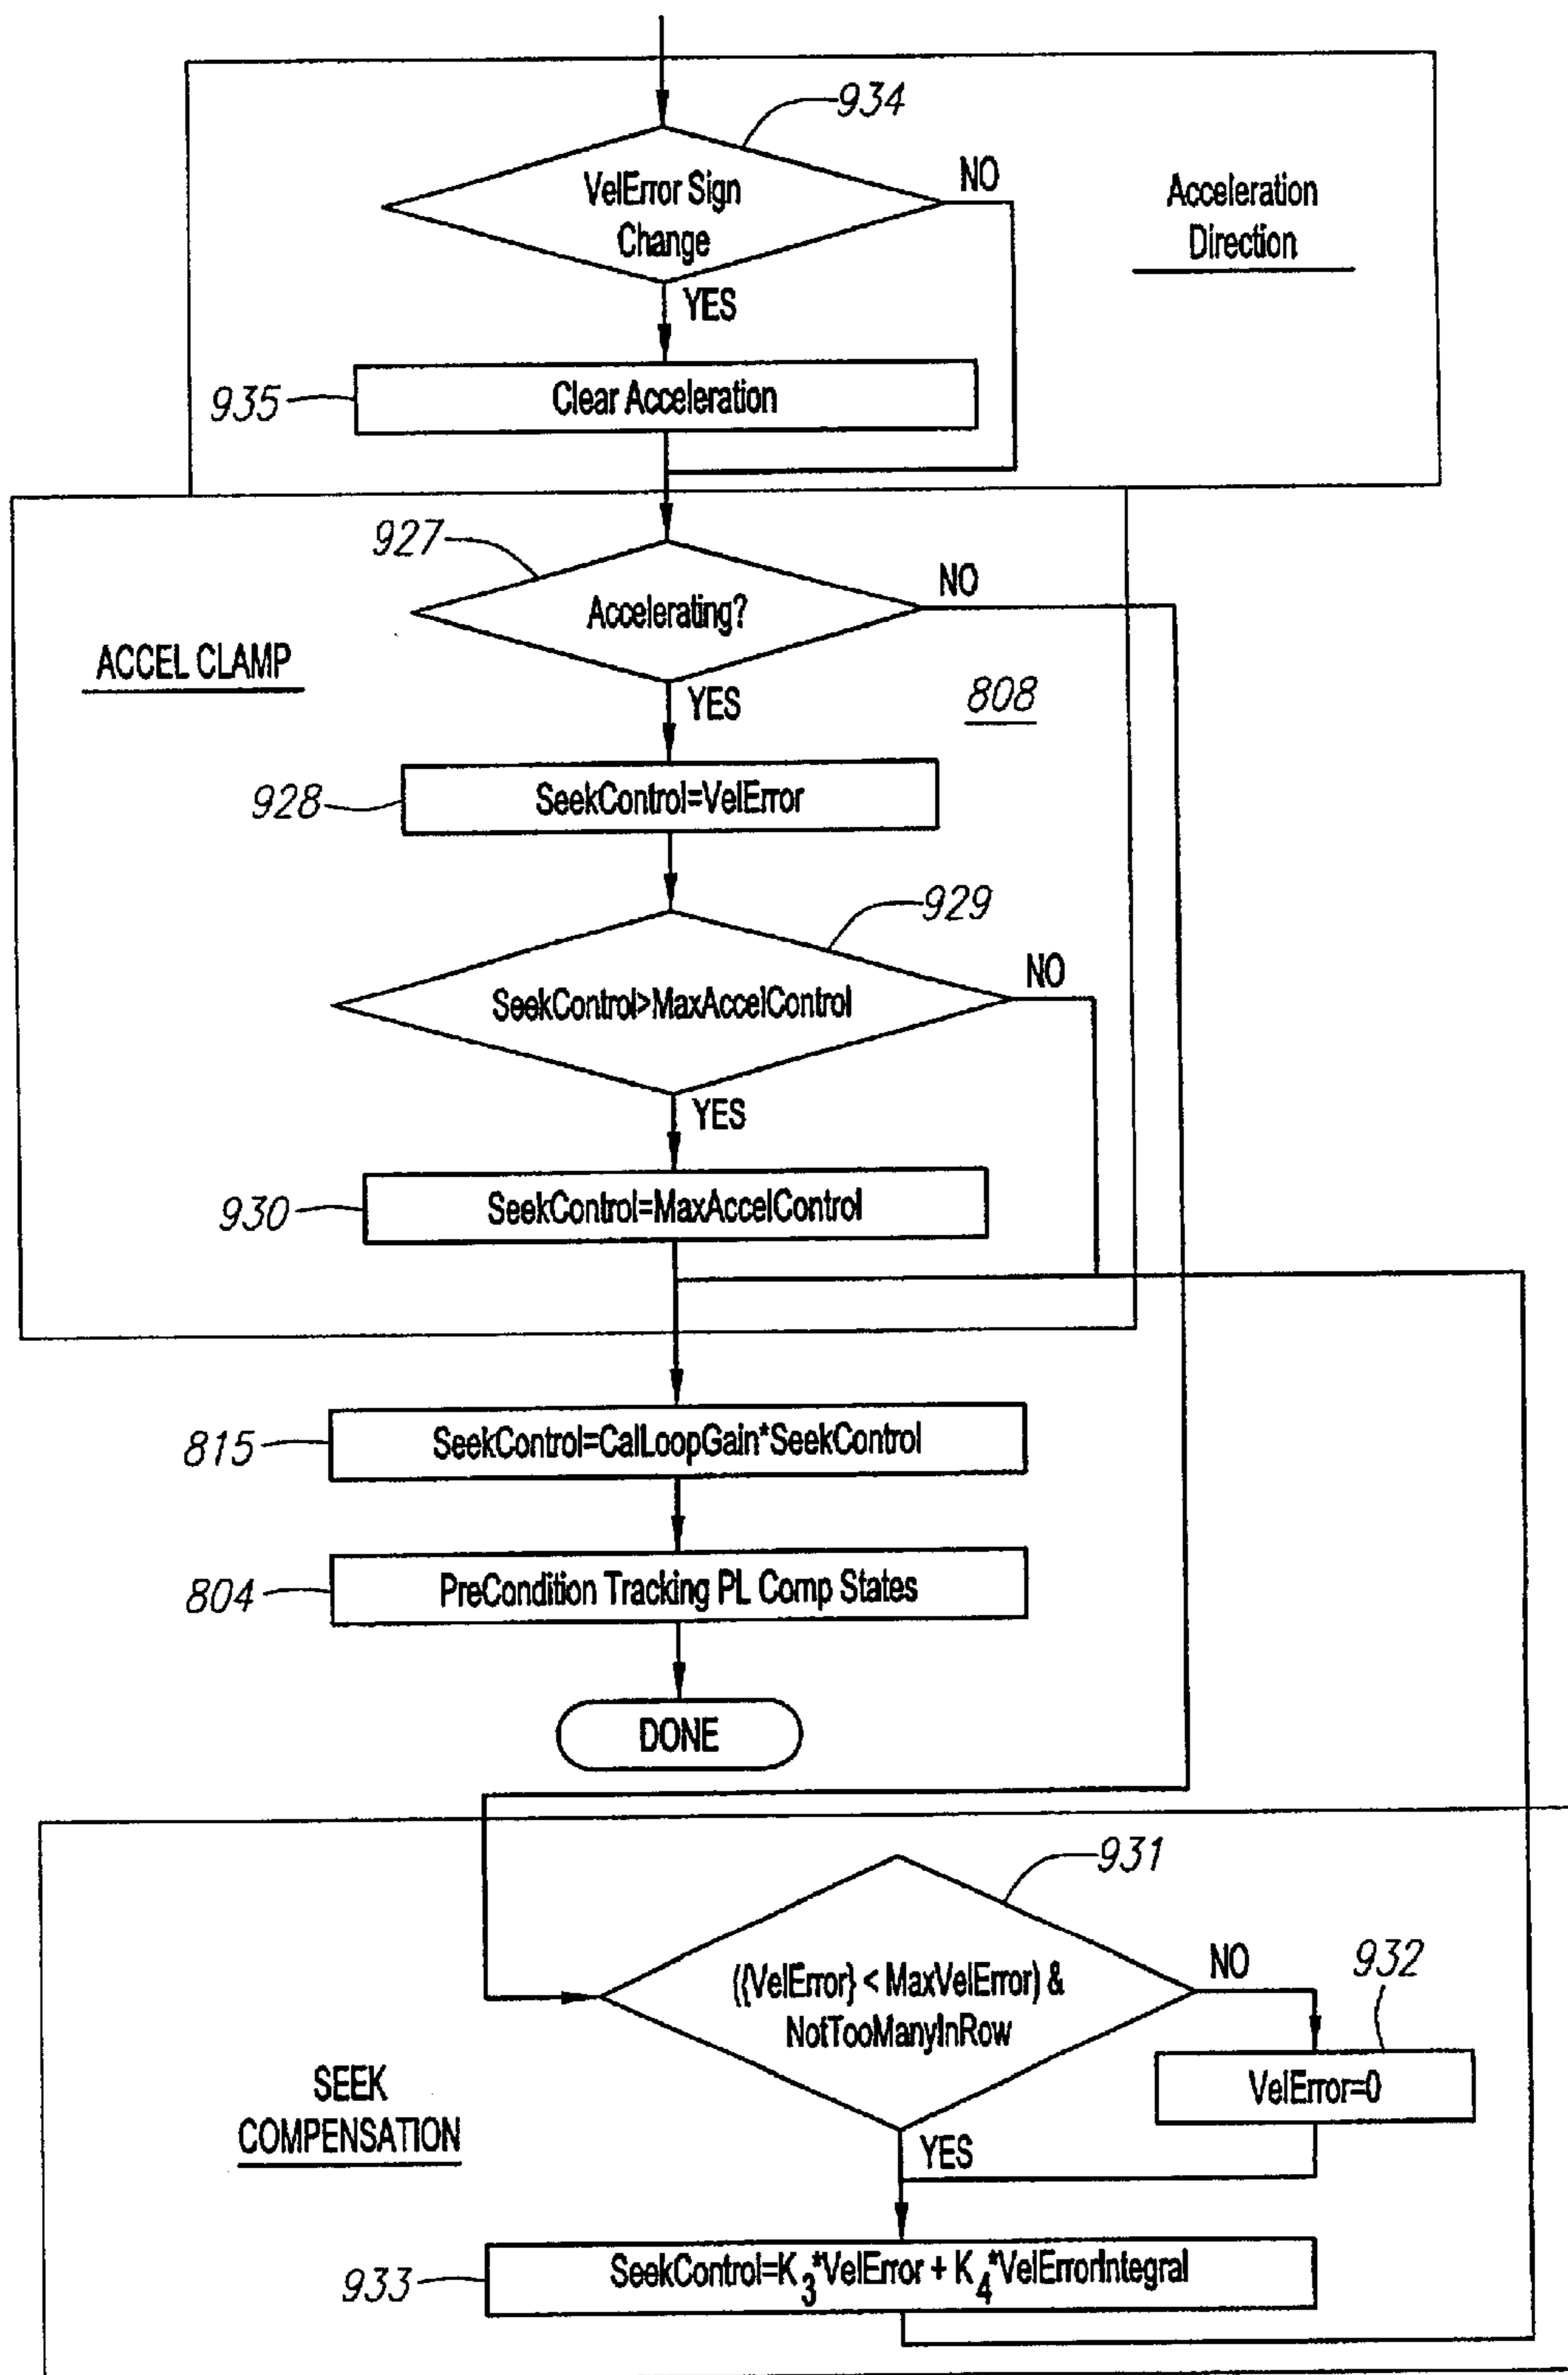 934
VelError Sign
Change
NO
Acceleration
Direction
YES
935
Clear Acceleration
927
Accelerating?
NO
ACCEL CLAMP
YES
808
928
SeekControl=VelError
929
SeekControl>MaxAccelControl
NO
YES
930
SeekControl=MaxAccelControl
815
SeekControl=CalLoopGain*SeekControl
804
PreCondition Tracking PL Comp States
DONE
931
({VelError} < MaxVelError) &
NotTooManyInRow
NO
932
VelError=0
SEEK
COMPENSATION
YES
933
SeekControl=K3*VelError + K4*VelErrorIntegral